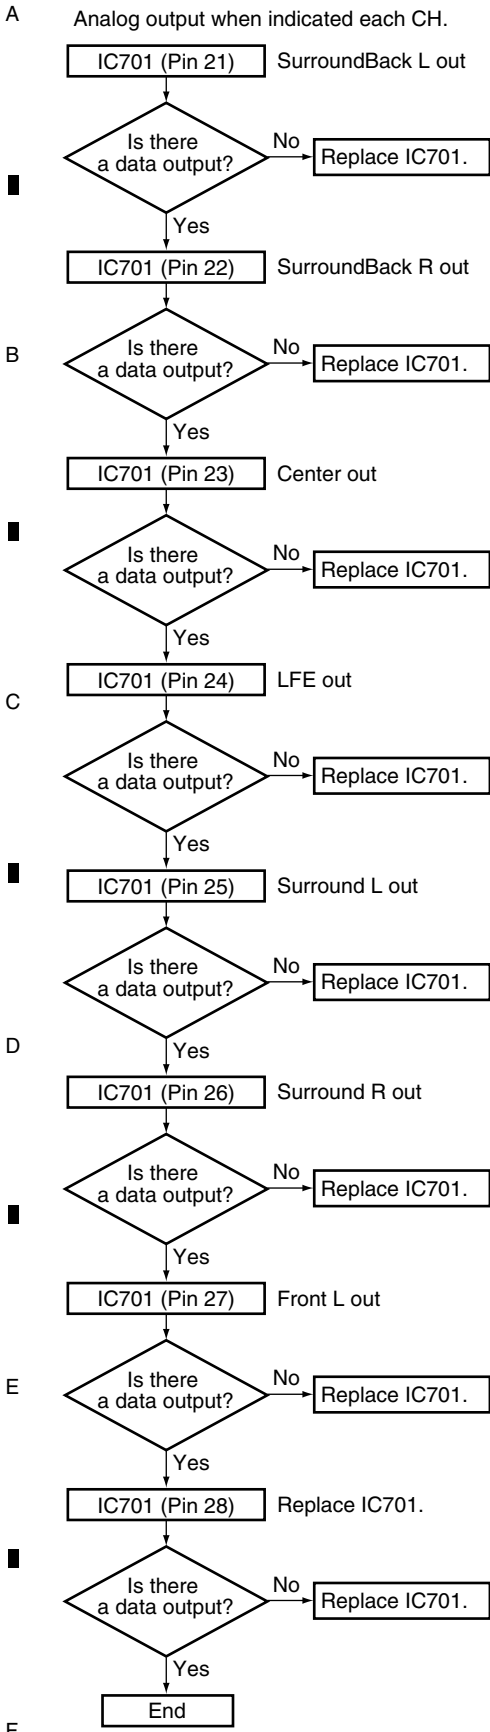 A
Analog output when indicated each CH.
IC701 (Pin 21)
SurroundBack L out
Is there
a data output?
No
Replace IC701.
Yes
IC701 (Pin 22)
SurroundBack R out
B
Is there
a data output?
No
Replace IC701.
Yes
IC701 (Pin 23)
Center out
Is there
a data output?
No
Replace IC701.
Yes
IC701 (Pin 24)
LFE out
C
Is there
a data output?
No
Replace IC701.
Yes
IC701 (Pin 25)
Surround L out
Is there
a data output?
No
Replace IC701.
D
Yes
IC701 (Pin 26)
Surround R out
Is there
a data output?
No
Replace IC701.
Yes
IC701 (Pin 27)
Front L out
E
Is there
a data output?
No
Replace IC701.
Yes
IC701 (Pin 28)
Replace IC701.
Is there
a data output?
No
Replace IC701.
Yes
End